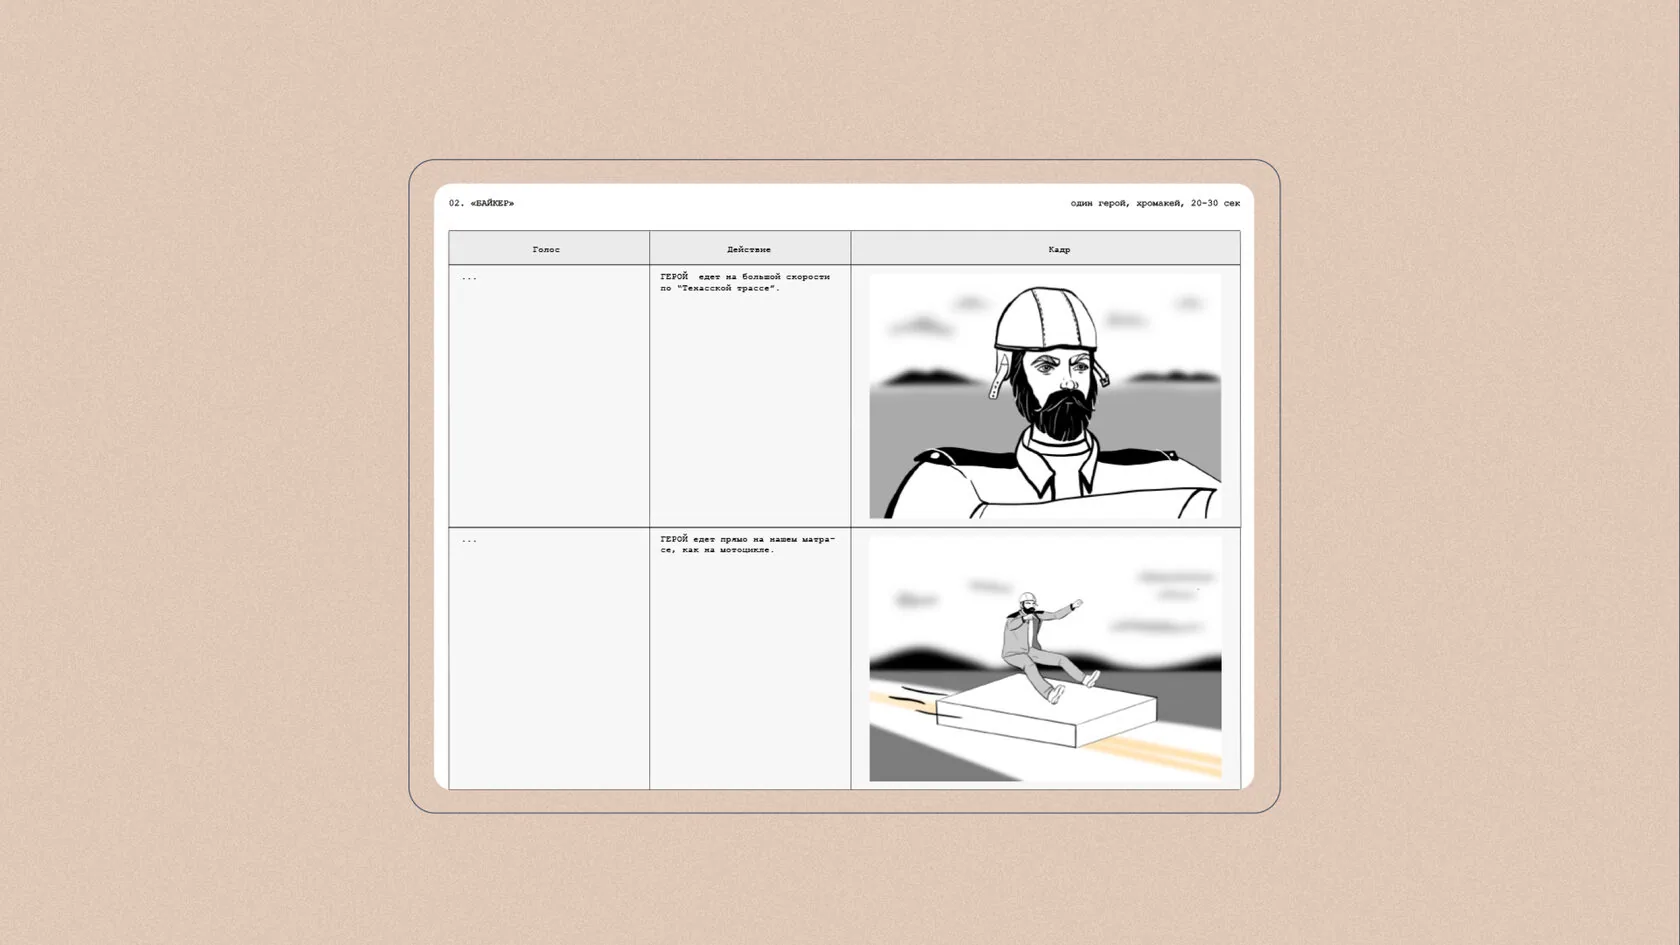 02. «БАЙКЕР»
один герой, хромакей, 20-30 сек
Голос
Действие
Кадр
...
ГЕРОЙ едет на большой скорости
по "Техасской трассе".
...
ГЕРОЙ едет прямо на нашем матра-
се, как на мотоцикле.